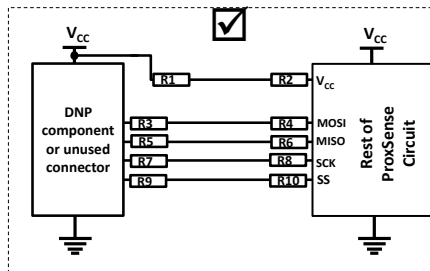 V_CC
V_CC
R1
R2
V_CC
DNP
component
or unused
connector
R3
R4
MOSI
R5
R6
MISO
R7
R8
SCK
R9
R10
SS
Rest of
ProxSense
Circuit